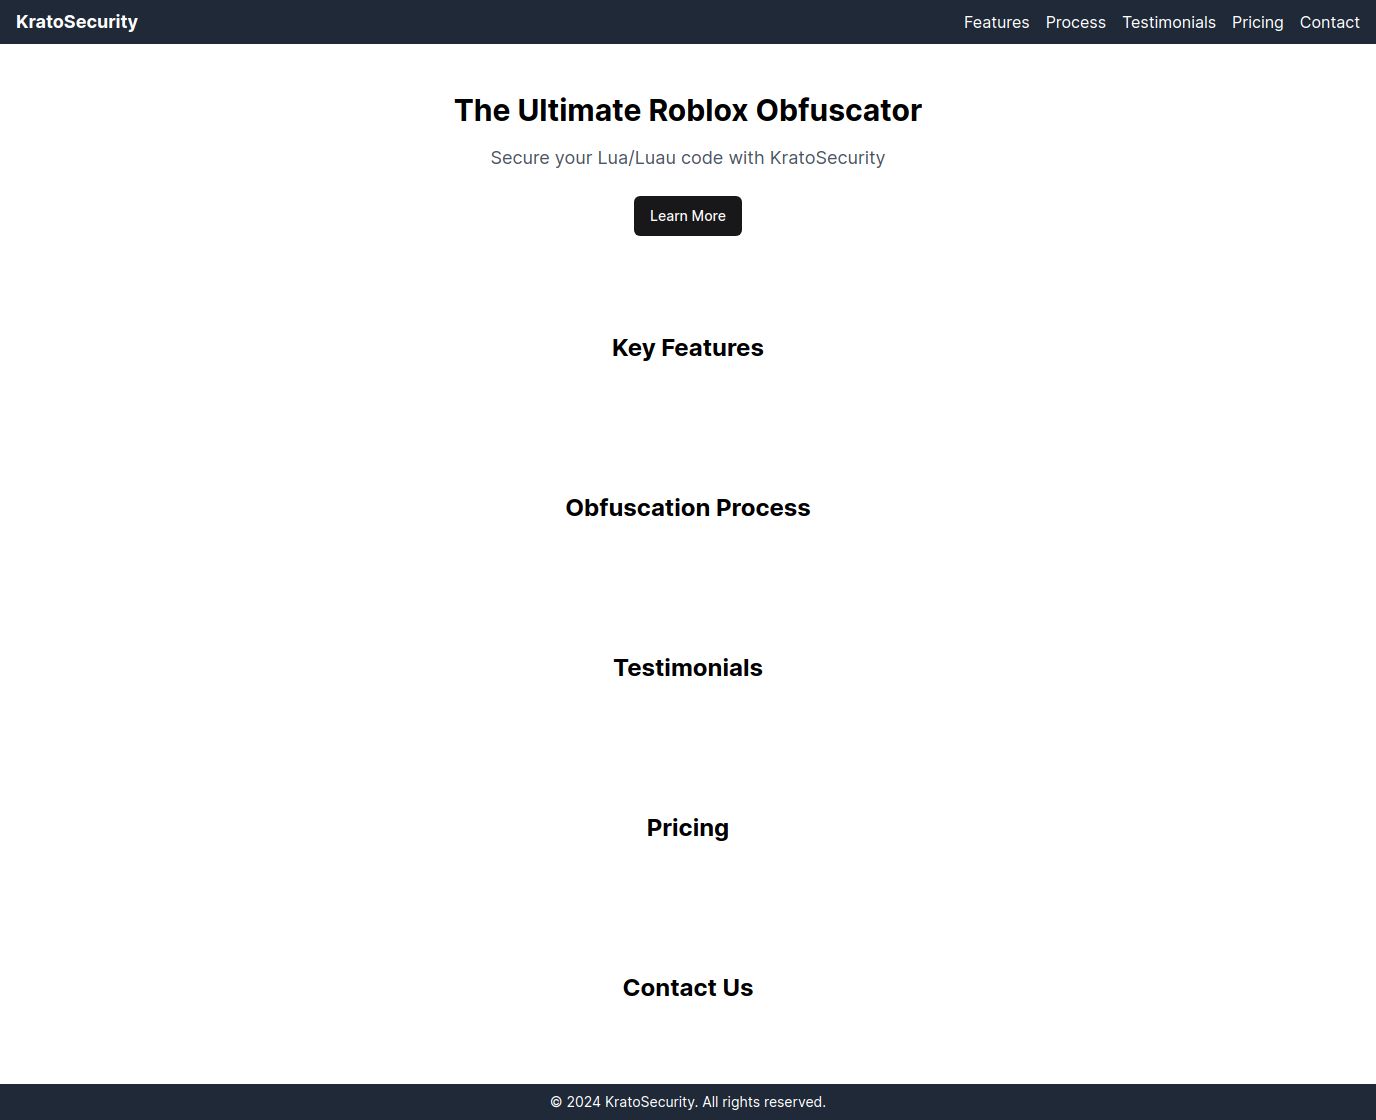 KratoSecurity
Features Process Testimonials Pricing Contact
The Ultimate Roblox Obfuscator
Secure your Lua/Luau code with KratoSecurity
Learn More
Key Features
Obfuscation Process
Testimonials
Pricing
Contact Us
© 2024 KratoSecurity. All rights reserved.